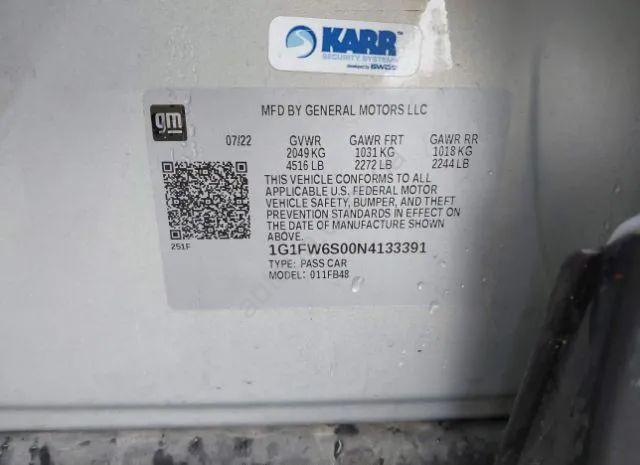 KARR
SECURITY SYSTEMS
developed by SWDS
gm
MFD BY GENERAL MOTORS LLC
07/22 GVWR GAWR FRT GAWR RR
2049 KG 1031 KG 1018 KG
4516 LB 2272 LB 2244 LB
THIS VEHICLE CONFORMS TO ALL
APPLICABLE U.S. FEDERAL MOTOR
VEHICLE SAFETY, BUMPER, AND THEFT
PREVENTION STANDARDS IN EFFECT ON
THE DATE OF MANUFACTURE SHOWN
ABOVE.
251F
1G1FW6S00N4133391
TYPE: PASS CAR
MODEL: 011FB48